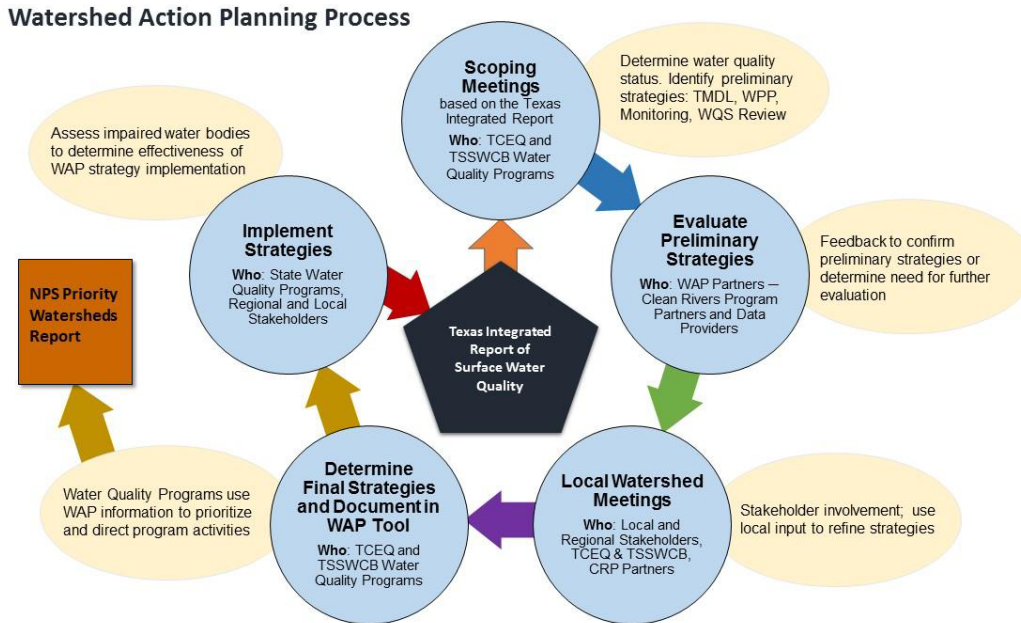 Watershed Action Planning Process
Scoping
Meetings
based on the Texas
Integrated Report
Who: TCEQ and
TSSWCB Water
Quality Programs
Determine water quality
status. Identify preliminary
strategies: TMDL, WPP,
Monitoring, WQS Review
Evaluate
Preliminary
Strategies
Who: WAP Partners —
Clean Rivers Program
Partners and Data
Providers
Feedback to confirm
preliminary strategies or
determine need for further
evaluation
Local Watershed
Meetings
Who: Local and
Regional Stakeholders,
TCEQ & TSSWCB,
CRP Partners
Stakeholder involvement; use
local input to refine strategies
Determine
Final Strategies
and Document in
WAP Tool
Who: TCEQ and
TSSWCB Water
Quality Programs
Water Quality Programs use
WAP information to prioritize
and direct program activities
NPS Priority
Watersheds
Report
Implement
Strategies
Who: State Water
Quality Programs,
Regional and Local
Stakeholders
Assess impaired water bodies
to determine effectiveness of
WAP strategy implementation
Texas Integrated
Report of
Surface Water
Quality